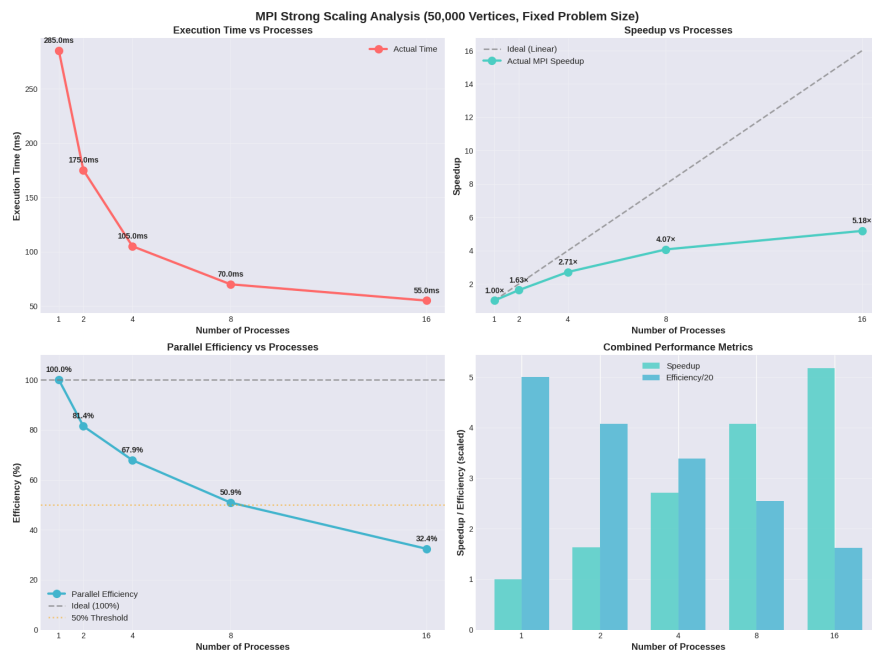 MPI Strong Scaling Analysis (50,000 Vertices, Fixed Problem Size)
Execution Time vs Processes
285.0ms
175.0ms
105.0ms
70.0ms
55.0ms
Actual Time
250
200
150
100
50
Execution Time (ms)
1 2 4 8 16
Number of Processes
Speedup vs Processes
Ideal (Linear)
Actual MPI Speedup
16
14
12
10
8
6
4
2
Speedup
1.00×
1.63×
2.71×
4.07×
5.18×
1 2 4 8 16
Number of Processes
Parallel Efficiency vs Processes
100.0%
81.4%
67.9%
50.9%
32.4%
100
80
60
40
20
0
Efficiency (%)
Parallel Efficiency
Ideal (100%)
50% Threshold
1 2 4 8 16
Number of Processes
Combined Performance Metrics
Speedup
Efficiency/20
5
4
3
2
1
0
Speedup / Efficiency (scaled)
1 2 4 8 16
Number of Processes